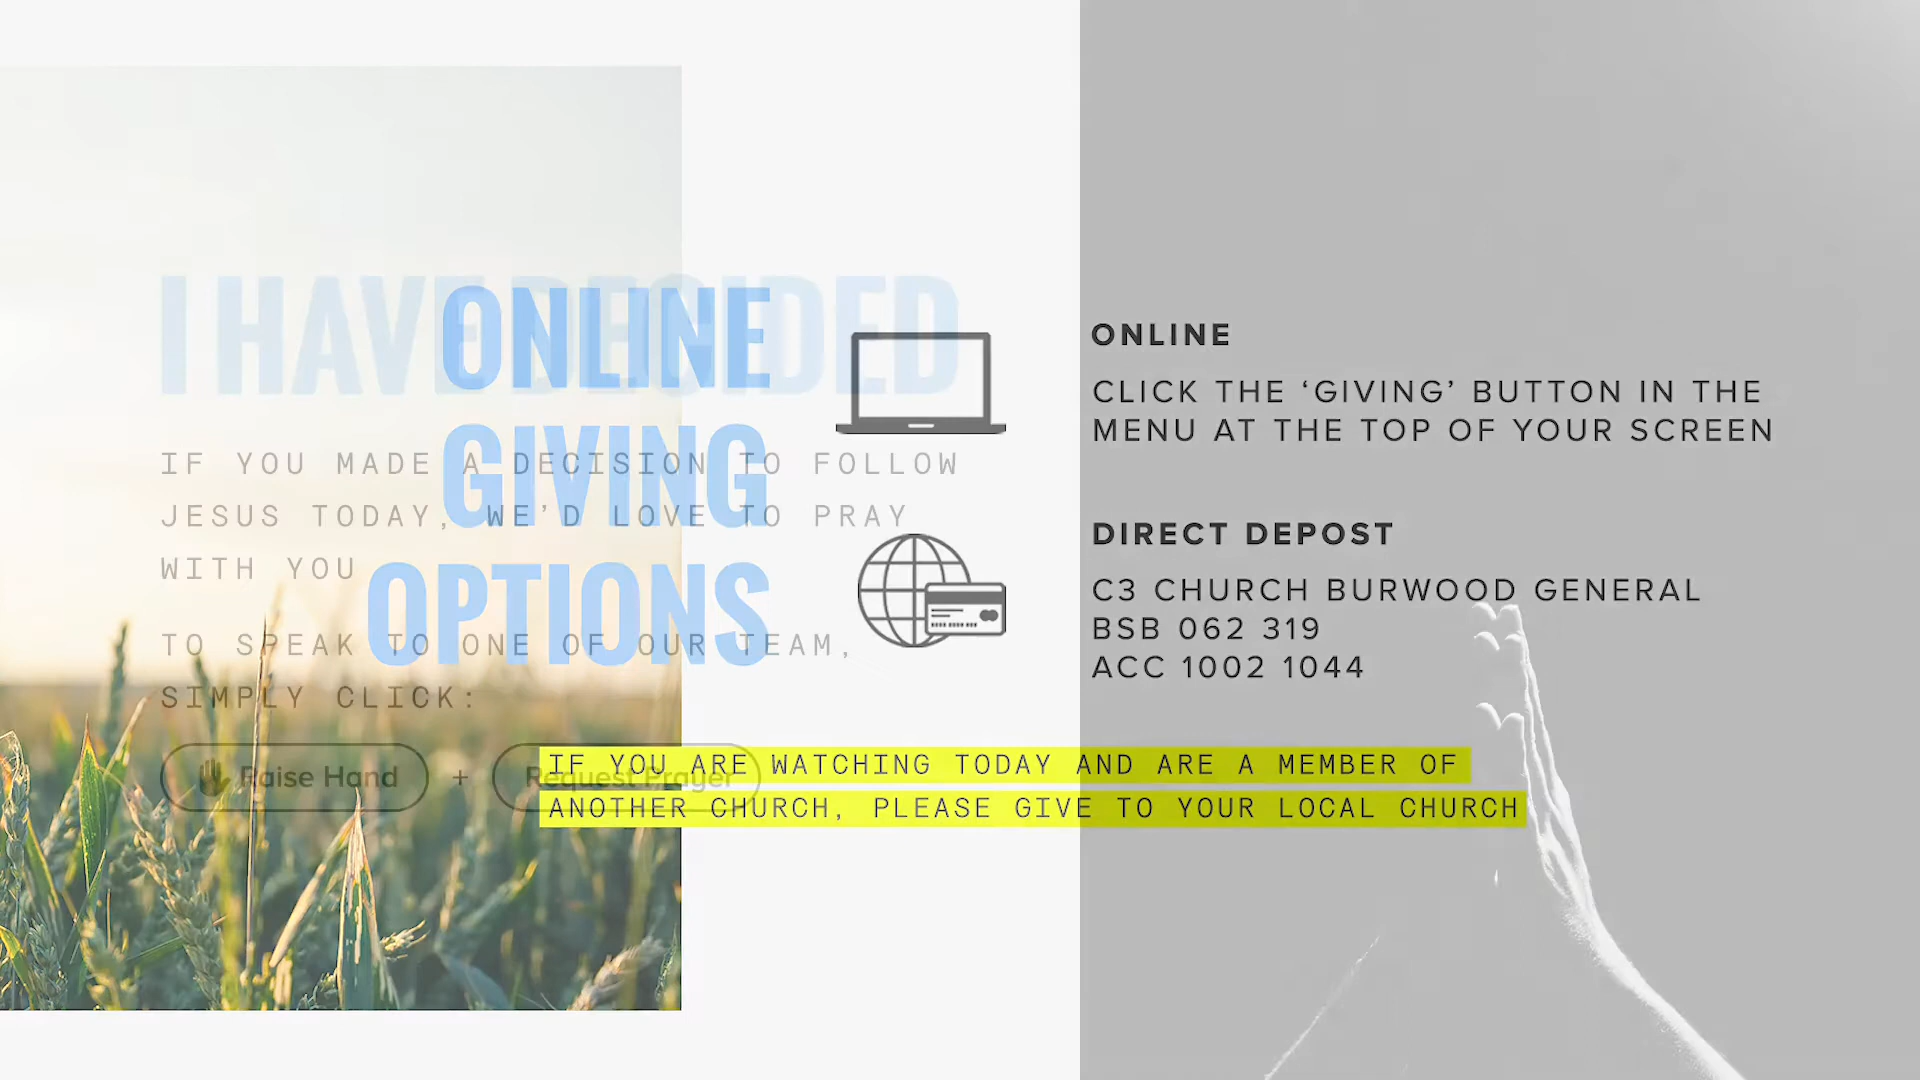 I HAVE DECIDED
IF YOU MADE A DECISION TO FOLLOW
JESUS TODAY, WE’D LOVE TO PRAY
WITH YOU
TO SPEAK TO ONE OF OUR TEAM,
SIMPLY CLICK:
Raise Hand + Request Prayer
ONLINE
GIVING
OPTIONS
ONLINE
CLICK THE ‘GIVING’ BUTTON IN THE
MENU AT THE TOP OF YOUR SCREEN
DIRECT DEPOST
C3 CHURCH BURWOOD GENERAL
BSB 062 319
ACC 1002 1044
IF YOU ARE WATCHING TODAY AND ARE A MEMBER OF
ANOTHER CHURCH, PLEASE GIVE TO YOUR LOCAL CHURCH